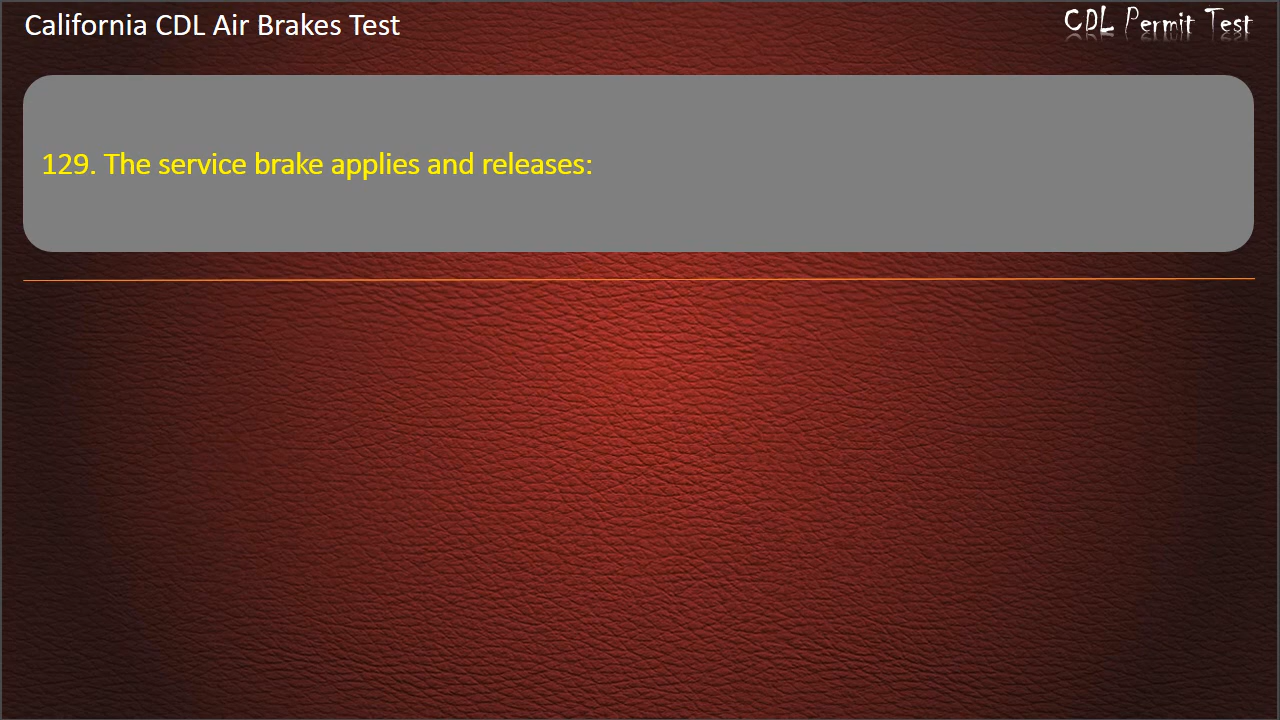 California CDL Air Brakes Test
CDL Permit Test
129. The service brake applies and releases: